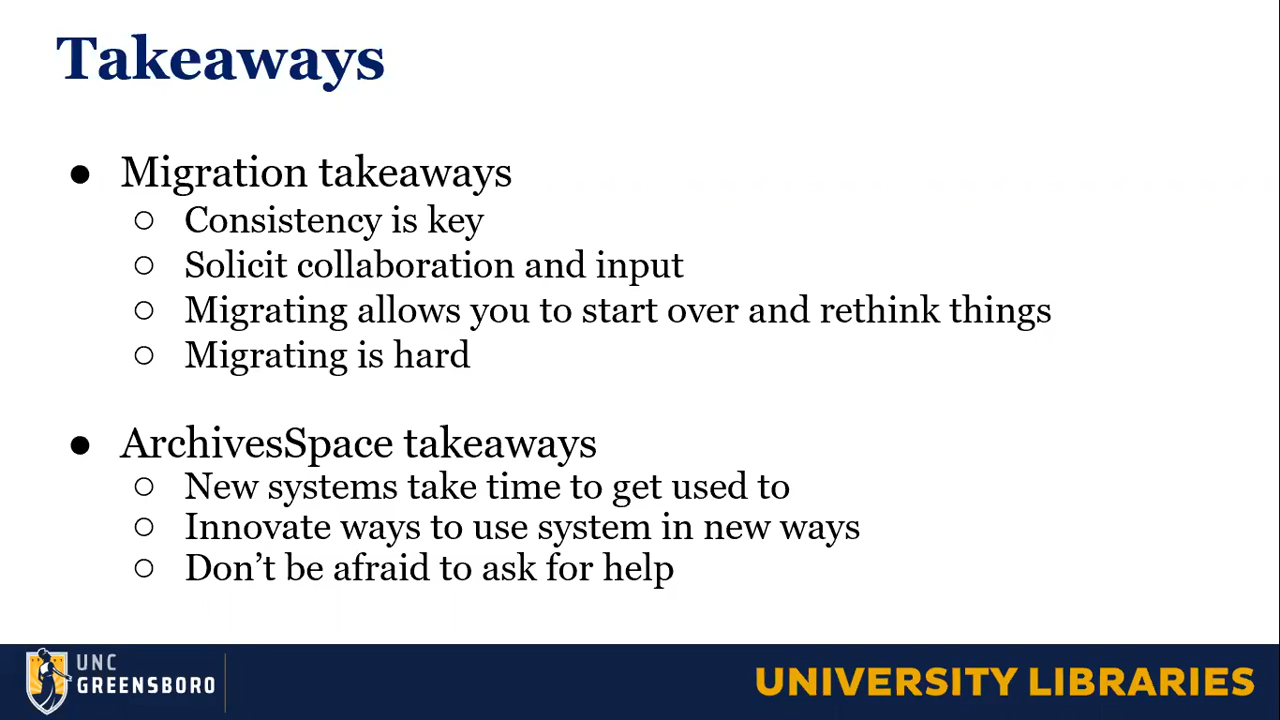 Takeaways
● Migration takeaways
○ Consistency is key
○ Solicit collaboration and input
○ Migrating allows you to start over and rethink things
○ Migrating is hard
● ArchivesSpace takeaways
○ New systems take time to get used to
○ Innovate ways to use system in new ways
○ Don’t be afraid to ask for help
UNC
GREENSBORO
UNIVERSITY LIBRARIES